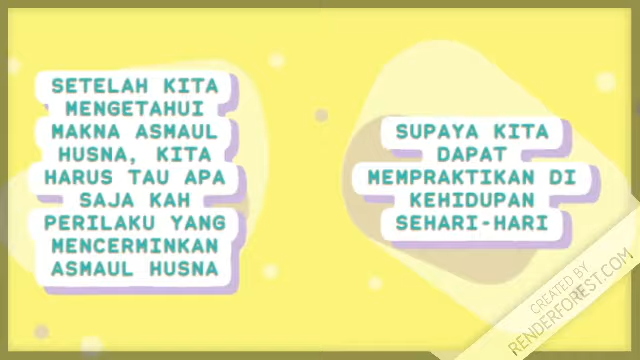 SETELAH KITA
MENGETAHUI
MAKNA ASMAUL
HUSNA, KITA
HARUS TAU APA
SAJA KAH
PERILAKU YANG
MENCERMINKAN
ASMAUL HUSNA
SUPAYA KITA
DAPAT
MEMPRAKTIKAN DI
KEHIDUPAN
SEHARI-HARI
CREATED BY
RENDERFOREST.COM